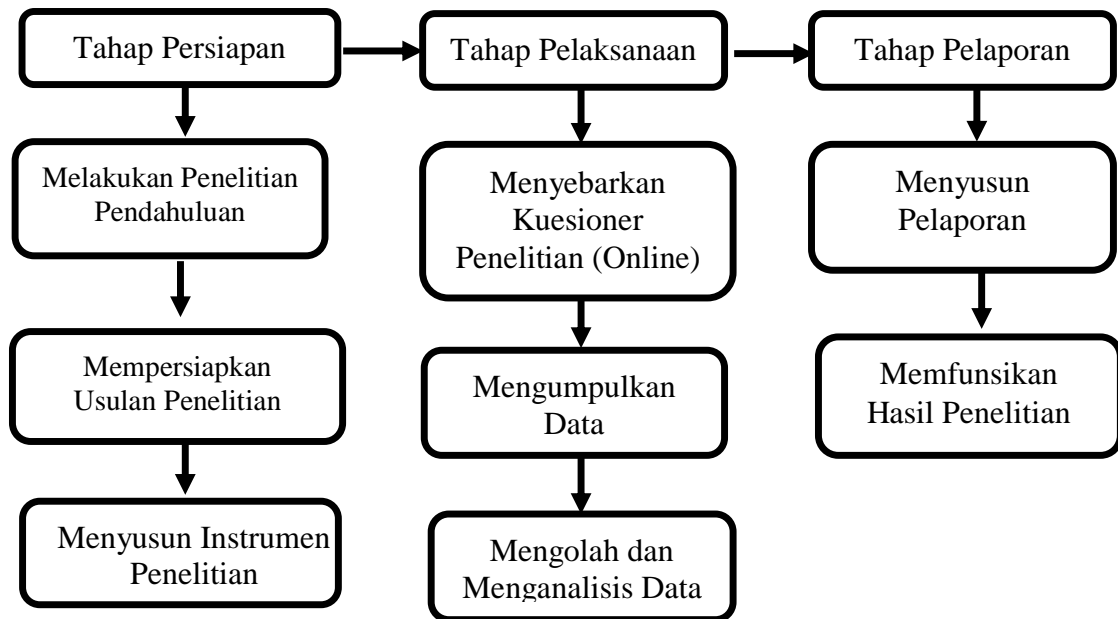 Tahap Persiapan
Tahap Pelaksanaan
Tahap Pelaporan
Melakukan Penelitian
Pendahuluan
Menyebarkan
Kuesioner
Penelitian (Online)
Menyusun
Pelaporan
Mempersiapkan
Usulan Penelitian
Mengumpulkan
Data
Memfunsikan
Hasil Penelitian
Menyusun Instrumen
Penelitian
Mengolah dan
Menganalisis Data